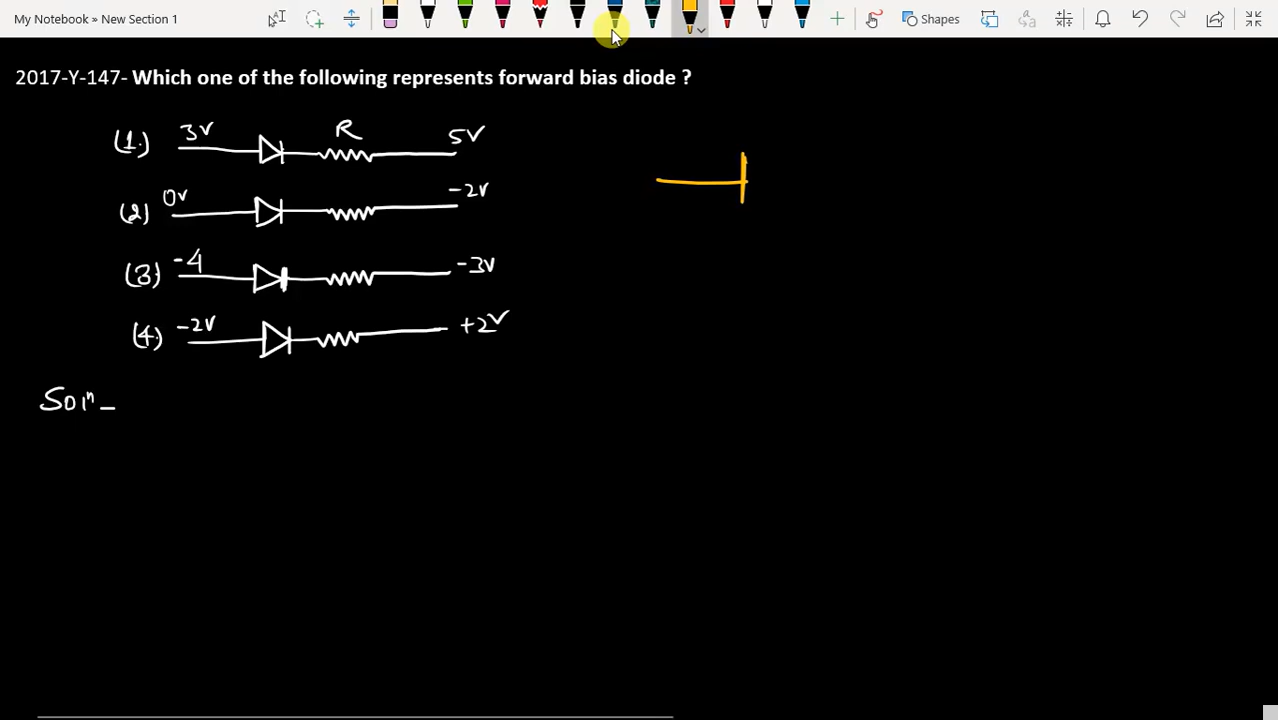 My Notebook » New Section 1
Shapes
2017-Y-147- Which one of the following represents forward bias diode ?
(1.) 3V R 5V
(2) 0V -2V
(3) -4 -3V
(4) -2V +2V
Solⁿ -